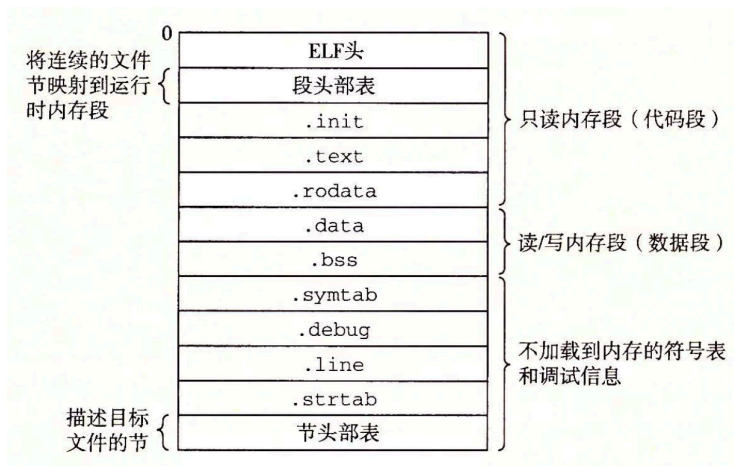 0
ELF头
将连续的文件
节映射到运行
时内存段
段头部表
.init
.text
.rodata
只读内存段（代码段）
.data
.bss
读/写内存段（数据段）
.symtab
.debug
.line
.strtab
不加载到内存的符号表
和调试信息
描述目标
文件的节
节头部表